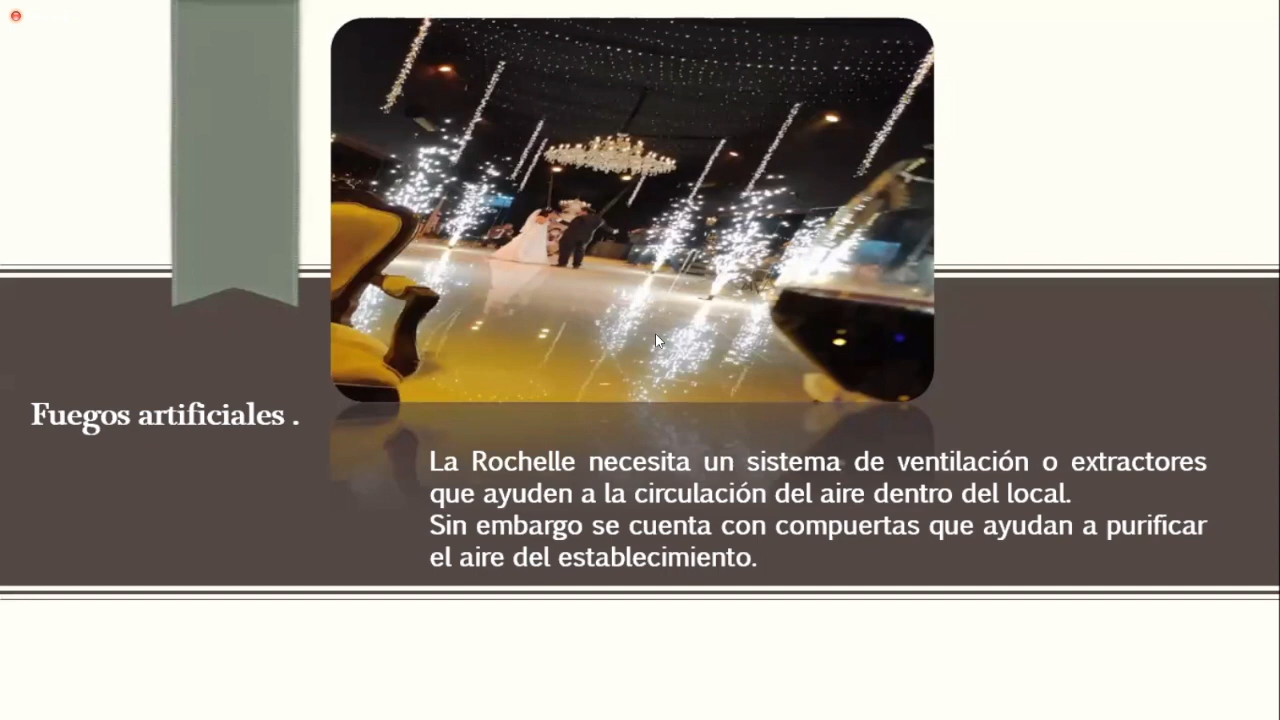 Fuegos artificiales .
La Rochelle necesita un sistema de ventilación o extractores
que ayuden a la circulación del aire dentro del local.
Sin embargo se cuenta con compuertas que ayudan a purificar
el aire del establecimiento.